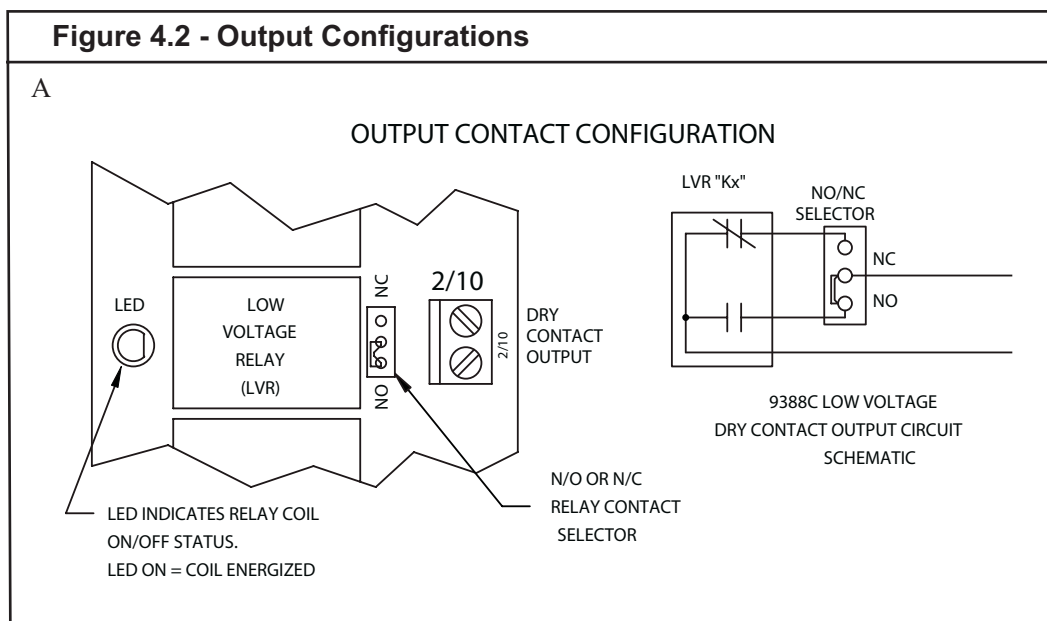 Figure 4.2 - Output Configurations
A
OUTPUT CONTACT CONFIGURATION
LED
LOW
VOLTAGE
RELAY
(LVR)
NC
NO
2/10
2/10
DRY
CONTACT
OUTPUT
LED INDICATES RELAY COIL
ON/OFF STATUS.
LED ON = COIL ENERGIZED
N/O OR N/C
RELAY CONTACT
SELECTOR
LVR "Kx"
NO/NC
SELECTOR
NC
NO
9388C LOW VOLTAGE
DRY CONTACT OUTPUT CIRCUIT
SCHEMATIC